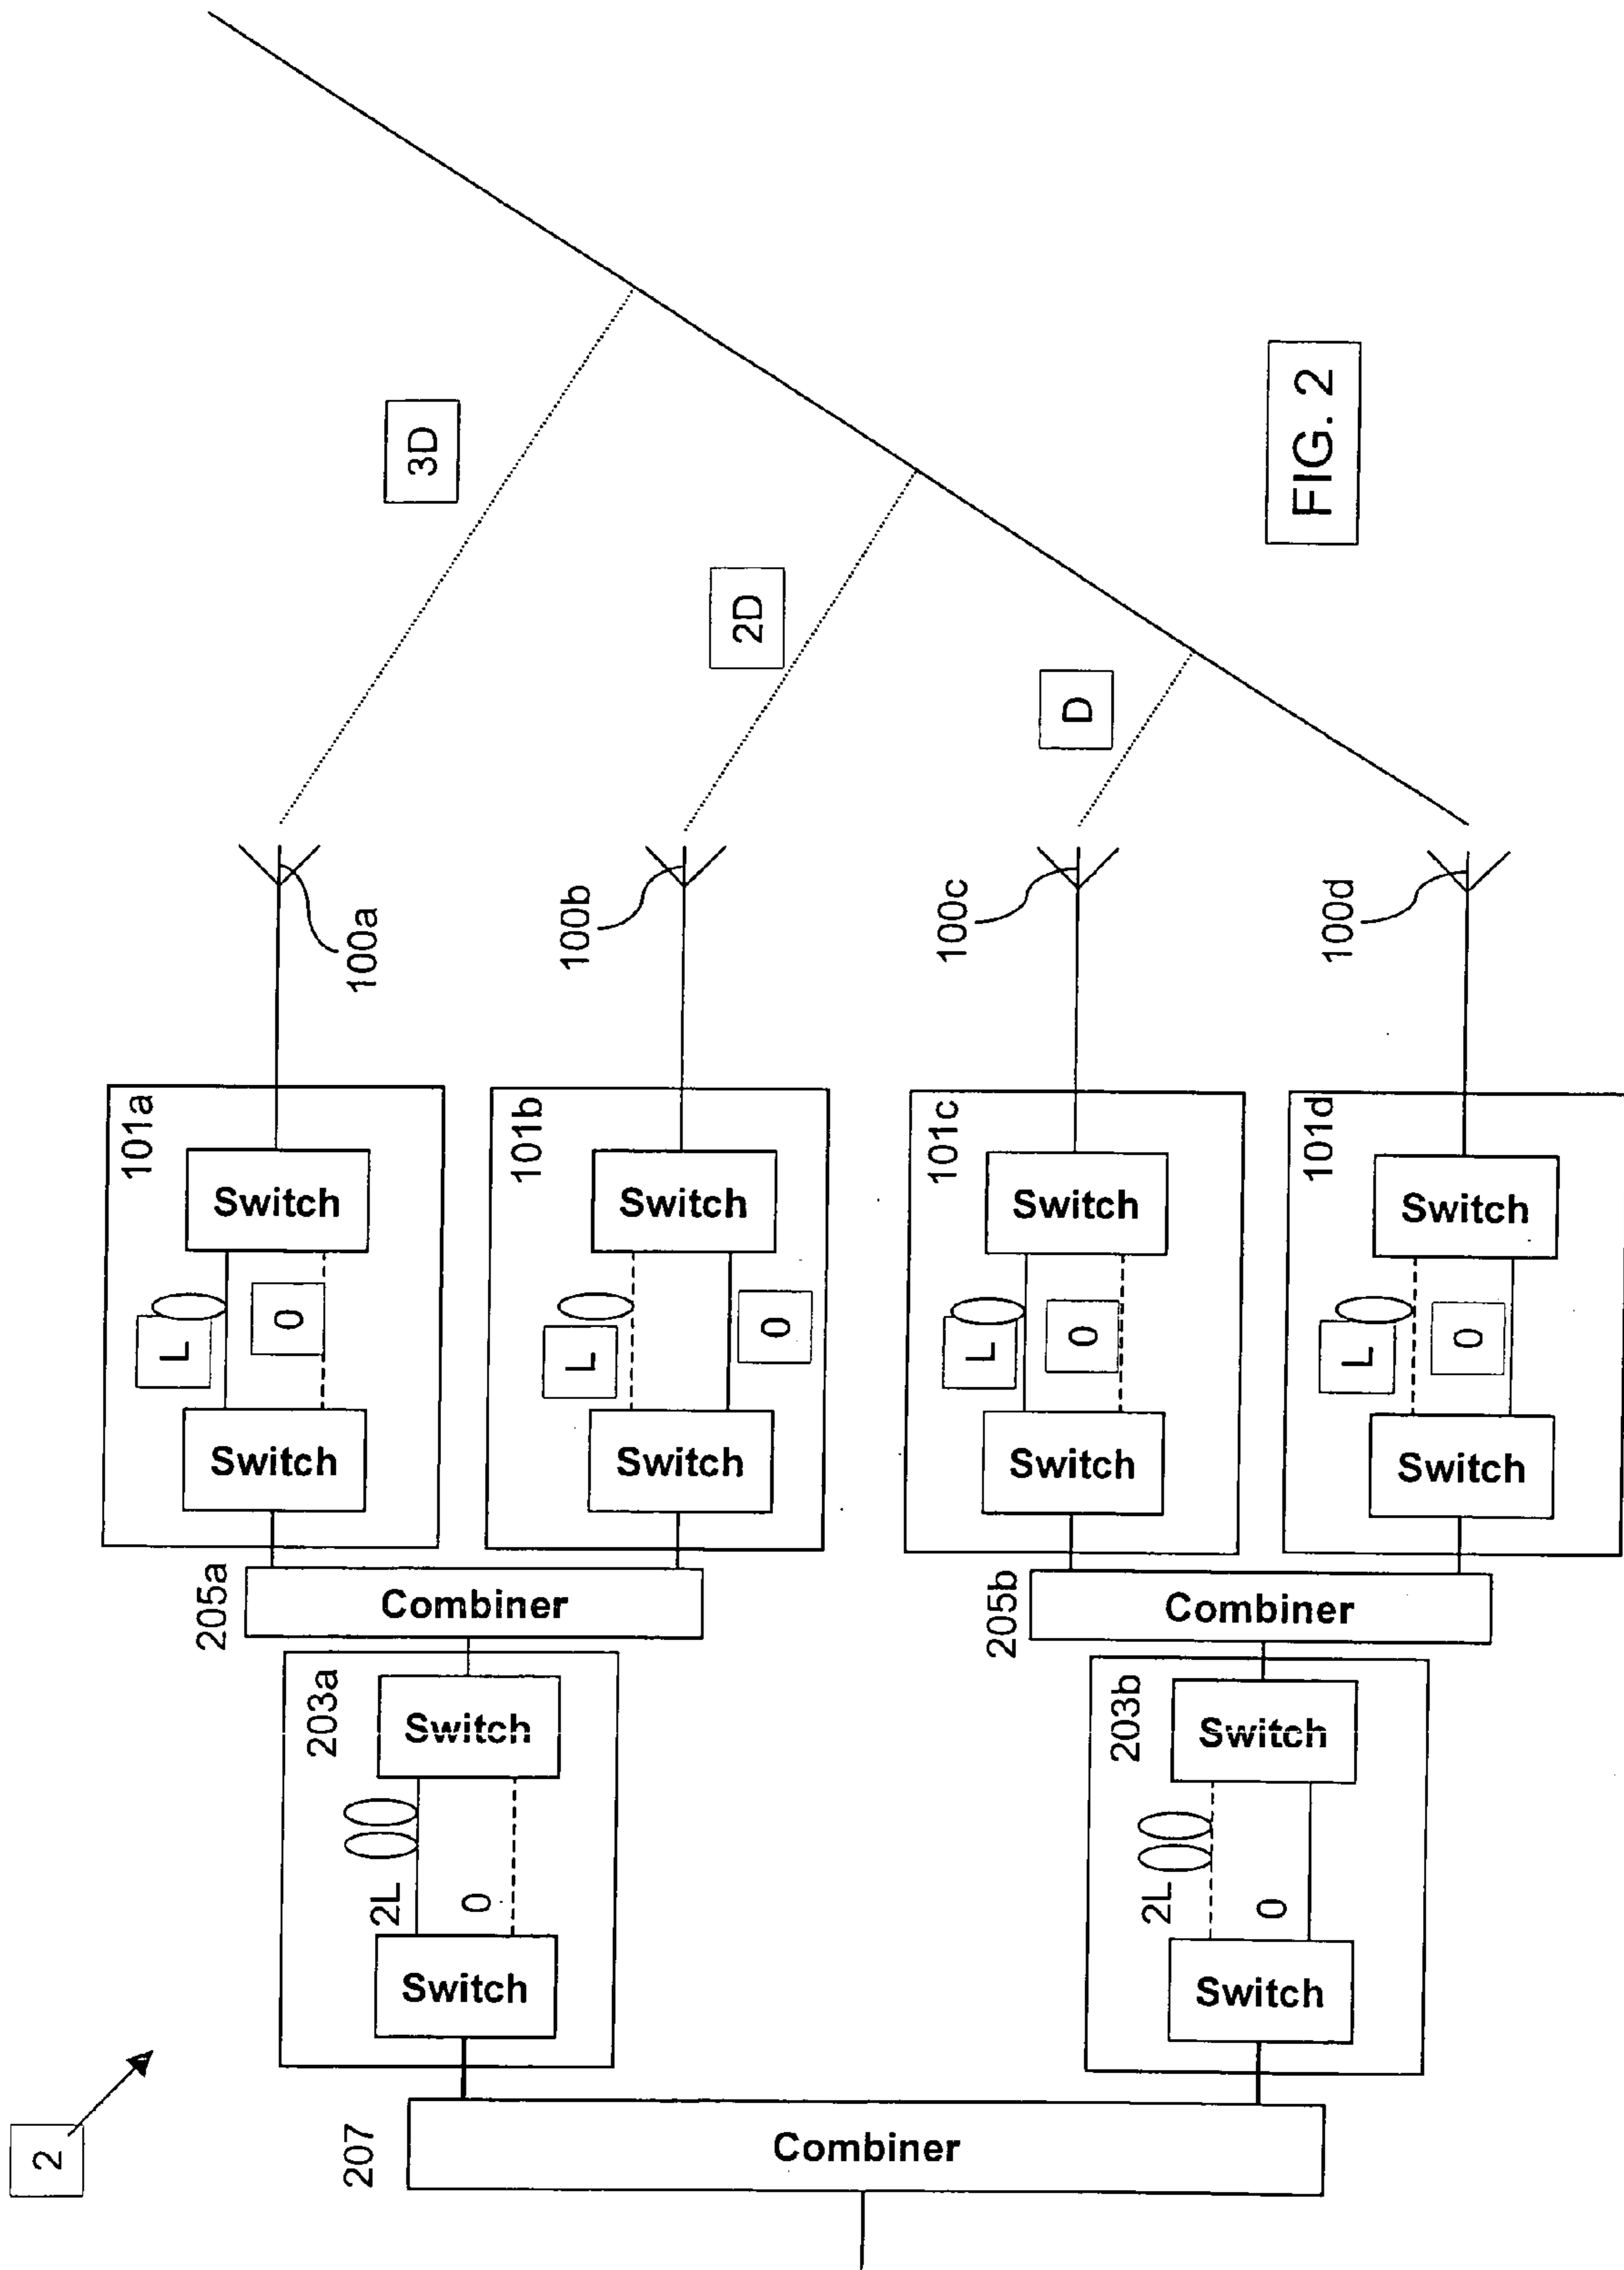 2
207
Combiner
203a
Switch
2L
0
Switch
203b
Switch
2L
0
Switch
205a
Combiner
205b
Combiner
101a
Switch
L
0
Switch
101b
Switch
L
0
Switch
101c
Switch
L
0
Switch
101d
Switch
L
0
Switch
100a
100b
100c
100d
3D
2D
D
FIG. 2